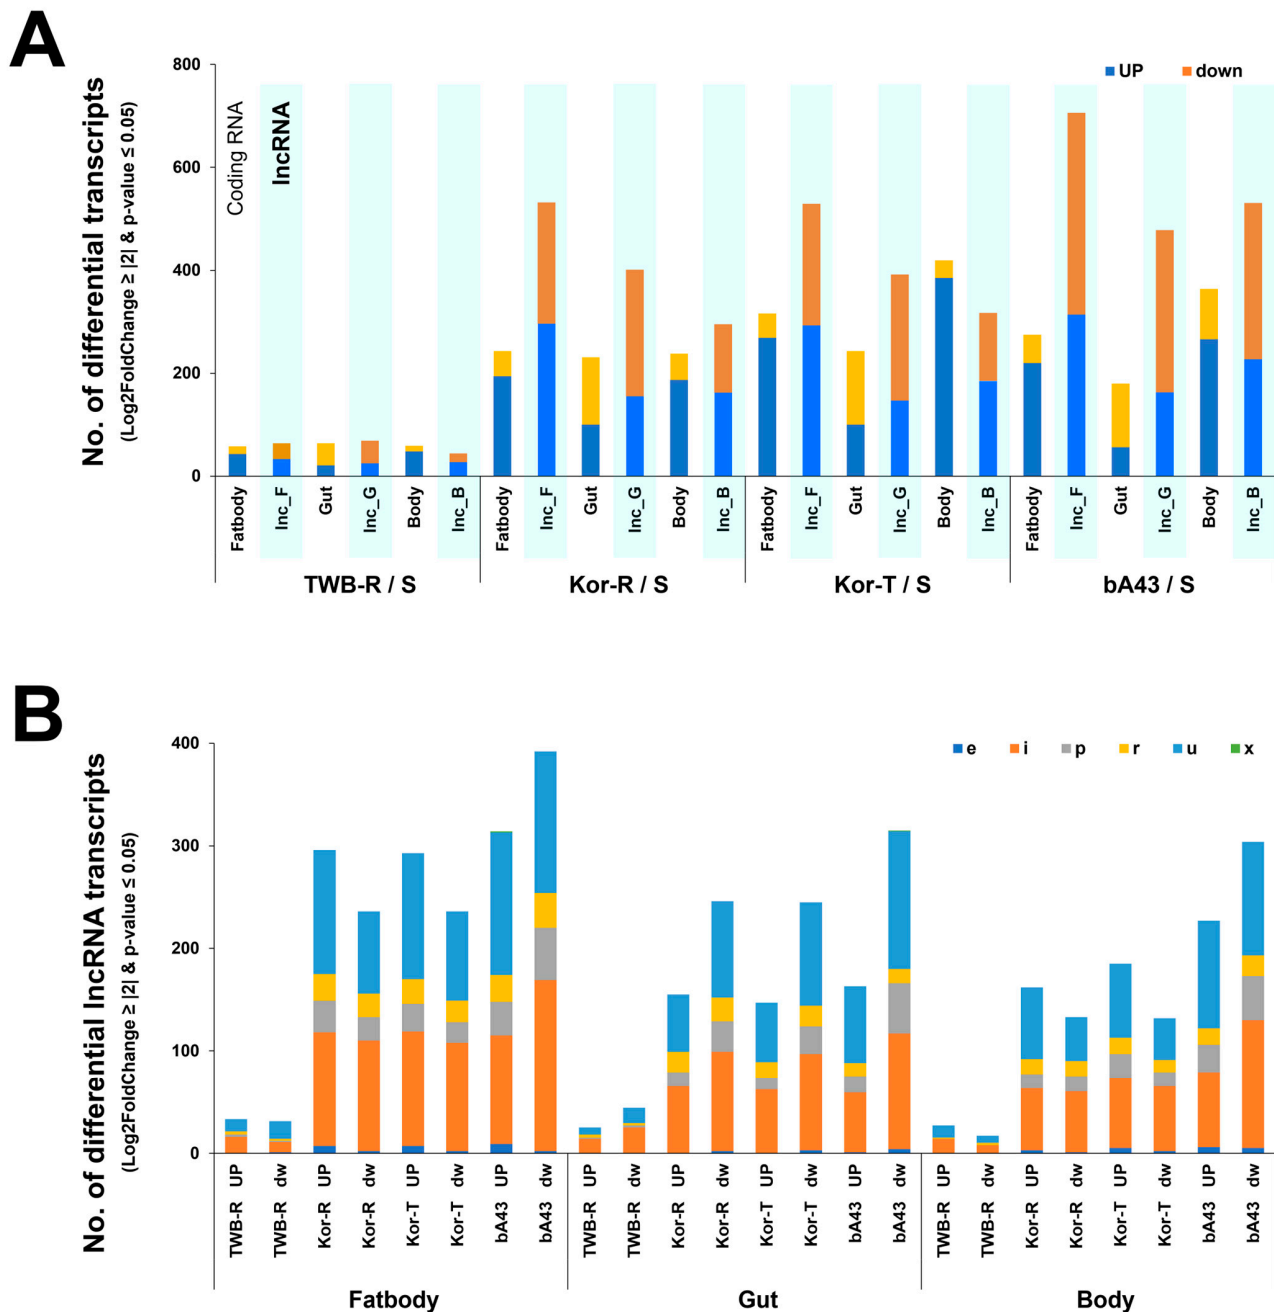 A
No. of differential transcripts
(Log2FoldChange ≥ |2| & p-value ≤ 0.05)
800
600
400
200
0
Coding RNA
lncRNA
UP down
Fatbody lnc_F Gut lnc_G Body lnc_B Fatbody lnc_F Gut lnc_G Body lnc_B Fatbody lnc_F Gut lnc_G Body lnc_B Fatbody lnc_F Gut lnc_G Body lnc_B
TWB-R / S Kor-R / S Kor-T / S bA43 / S
B
No. of differential lncRNA transcripts
(Log2FoldChange ≥ |2| & p-value ≤ 0.05)
400
300
200
100
0
e i p r u x
TWB-R UP TWB-R dw Kor-R UP Kor-R dw Kor-T UP Kor-T dw bA43 UP bA43 dw TWB-R UP TWB-R dw Kor-R UP Kor-R dw Kor-T UP Kor-T dw bA43 UP bA43 dw TWB-R UP TWB-R dw Kor-R UP Kor-R dw Kor-T UP Kor-T dw bA43 UP bA43 dw
Fatbody Gut Body